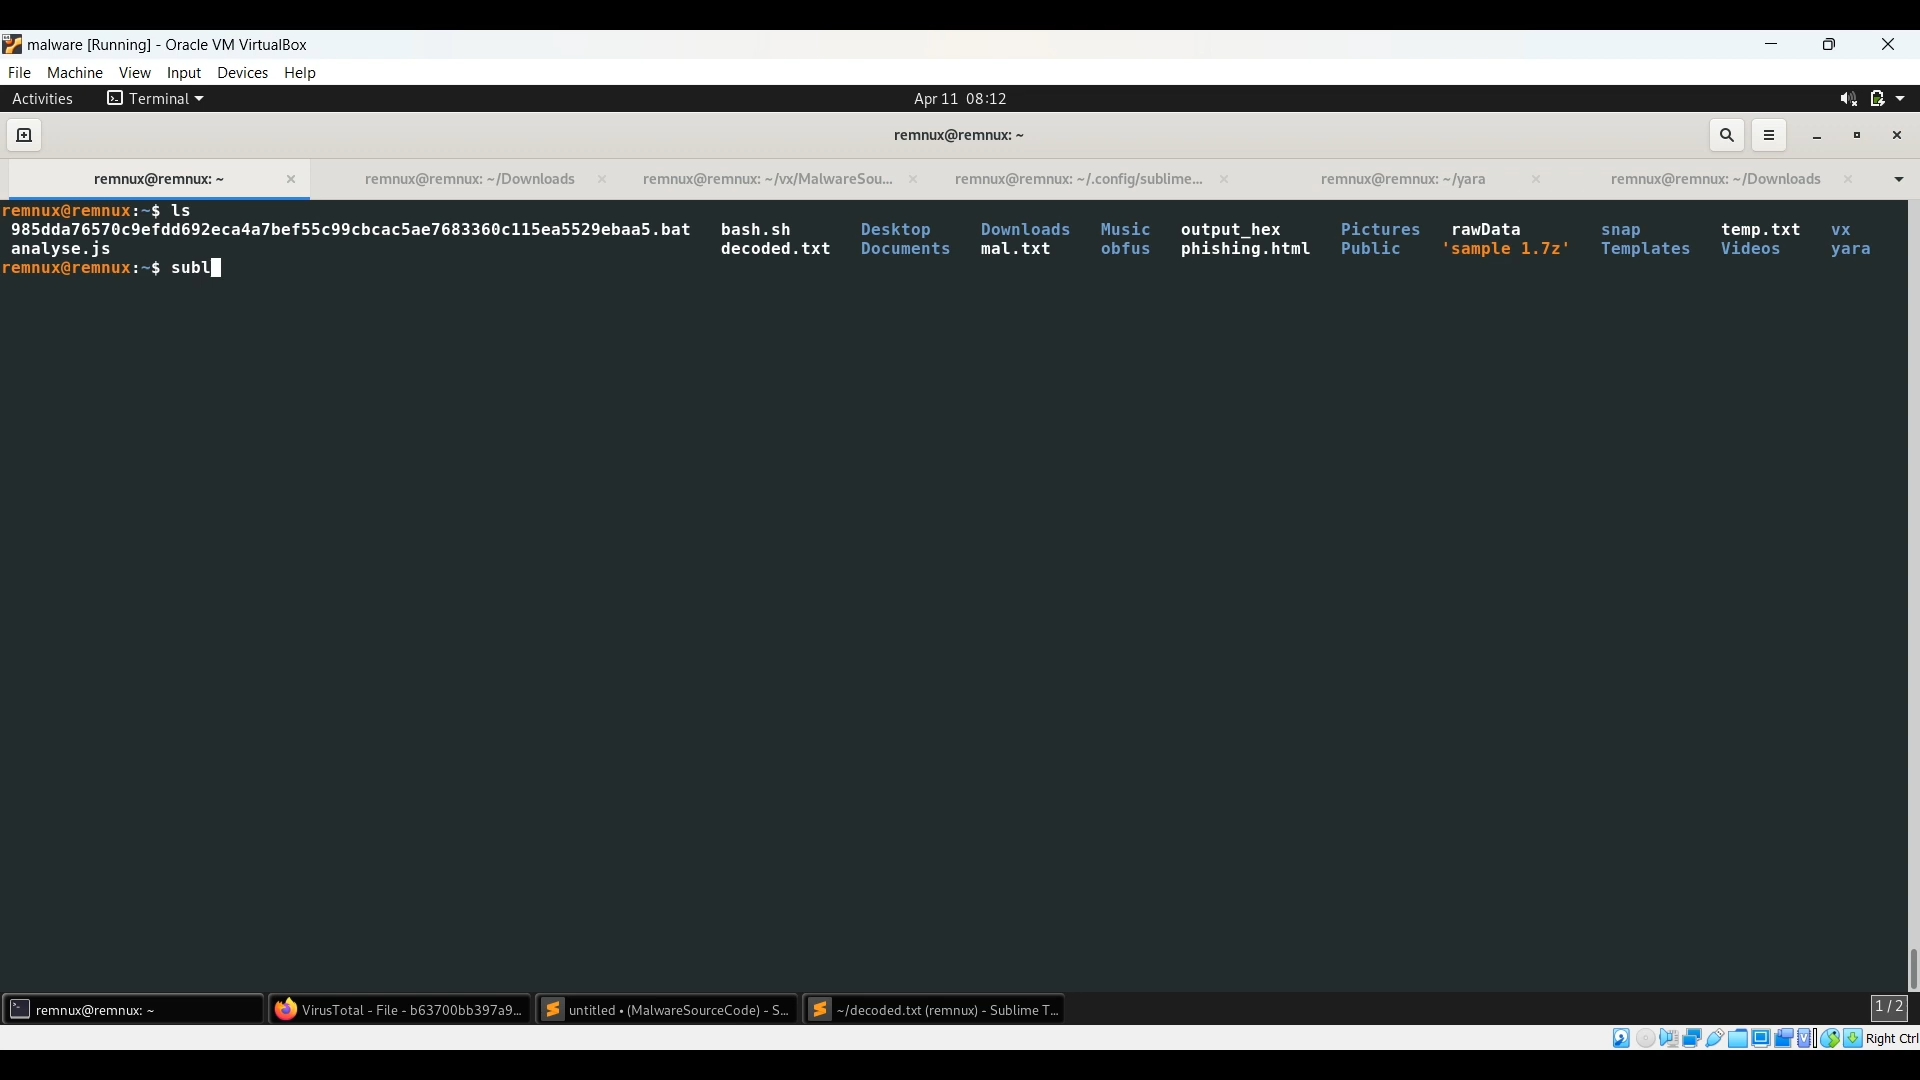 malware [Running] - Oracle VM VirtualBox
File Machine View Input Devices Help
Activities Terminal Apr 11 08:12
remnux@remnux: ~
remnux@remnux: ~ remnux@remnux: ~/Downloads remnux@remnux: ~/vx/MalwareSou... remnux@remnux: ~/.config/sublime... remnux@remnux: ~/yara remnux@remnux: ~/Downloads
remnux@remnux:~$ ls
985dda76570c9efdd692eca4a7bef55c99cbcac5ae7683360c115ea5529ebaa5.bat bash.sh Desktop Downloads Music output_hex Pictures rawData snap temp.txt vx
analyse.js decoded.txt Documents mal.txt obfus phishing.html Public 'sample 1.7z' Templates Videos yara
remnux@remnux:~$ subl
remnux@remnux: ~ VirusTotal - File - b63700bb397a9... untitled • (MalwareSourceCode) - S... ~/decoded.txt (remnux) - Sublime T... 1 / 2
Right Ctrl